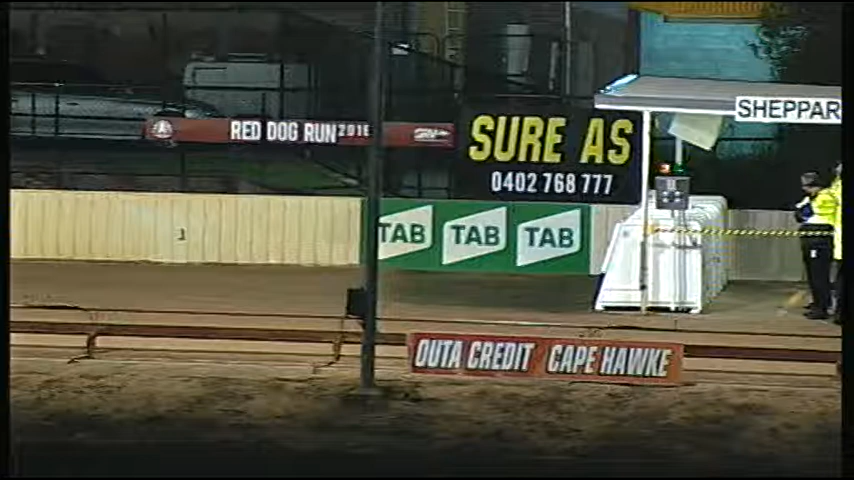 RED DOG RUN 2016
SURE AS
0402 768 777
SHEPPAR
TAB TAB TAB
OUTA CREDIT CAPE HAWKE